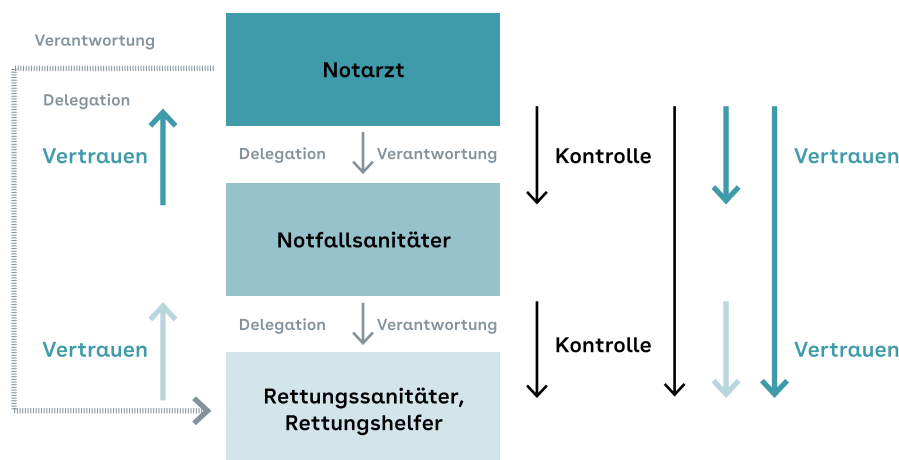 Verantwortung
Notarzt
Delegation
Vertrauen
Delegation
Verantwortung
Kontrolle
Vertrauen
Notfallsanitäter
Delegation
Verantwortung
Vertrauen
Kontrolle
Vertrauen
Rettungssanitäter,
Rettungshelfer